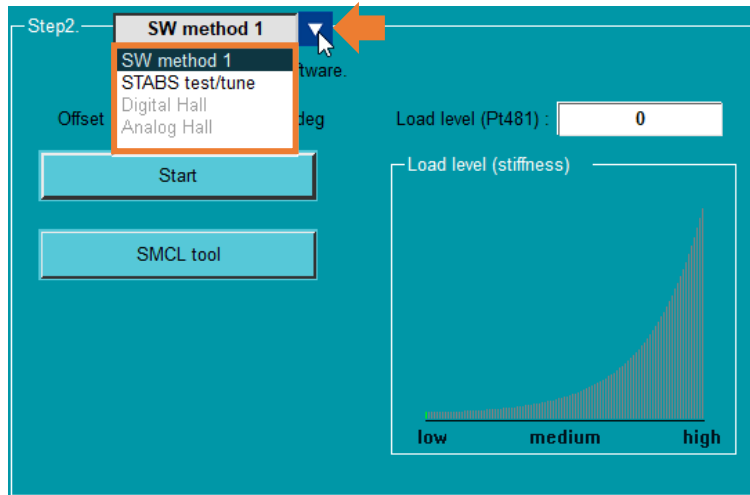 Step2. SW method 1
SW method 1
STABS test/tune
Digital Hall
Analog Hall
tware.
Offset deg Load level (Pt481) : 0
Start
Load level (stiffness)
SMCL tool
low medium high